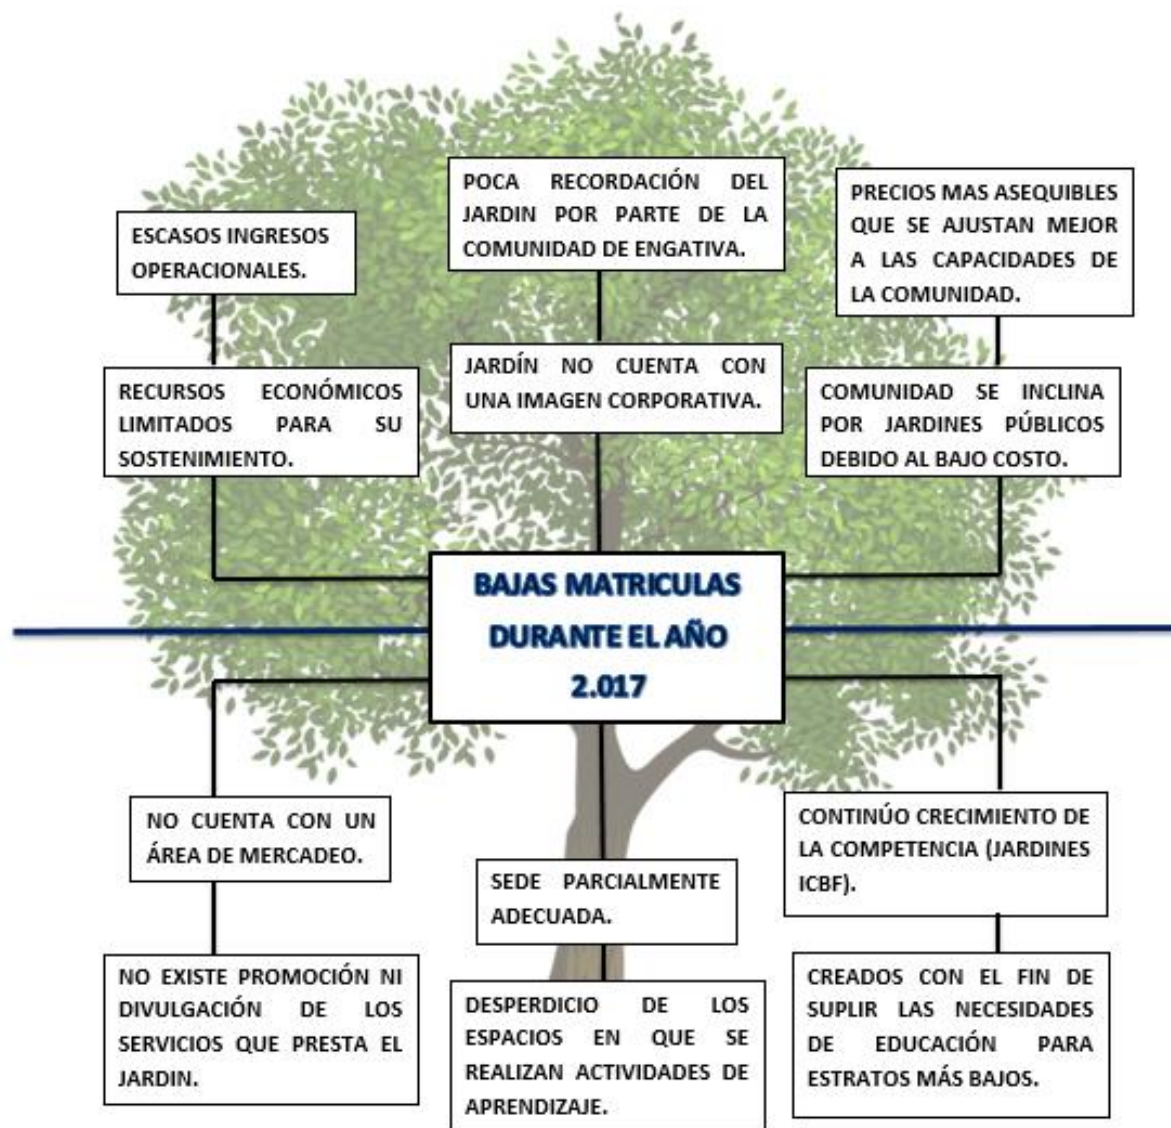 ESCASOS INGRESOS
OPERACIONALES.
POCA RECORDACIÓN DEL
JARDIN POR PARTE DE LA
COMUNIDAD DE ENGATIVA.
PRECIOS MAS ASEQUIBLES
QUE SE AJUSTAN MEJOR
A LAS CAPACIDADES DE
LA COMUNIDAD.
RECURSOS ECONÓMICOS
LIMITADOS PARA SU
SOSTENIMIENTO.
JARDÍN NO CUENTA CON
UNA IMAGEN CORPORATIVA.
COMUNIDAD SE INCLINA
POR JARDINES PÚBLICOS
DEBIDO AL BAJO COSTO.
BAJAS MATRICULAS
DURANTE EL AÑO
2.017
NO CUENTA CON UN
ÁREA DE MERCADEO.
SEDE PARCIALMENTE
ADECUADA.
CONTINÚO CRECIMIENTO DE
LA COMPETENCIA (JARDINES
ICBF).
NO EXISTE PROMOCIÓN NI
DIVULGACIÓN DE LOS
SERVICIOS QUE PRESTA EL
JARDIN.
DESPERDICIO DE LOS
ESPACIOS EN QUE SE
REALIZAN ACTIVIDADES DE
APRENDIZAJE.
CREADOS CON EL FIN DE
SUPLIR LAS NECESIDADES
DE EDUCACIÓN PARA
ESTRATOS MÁS BAJOS.